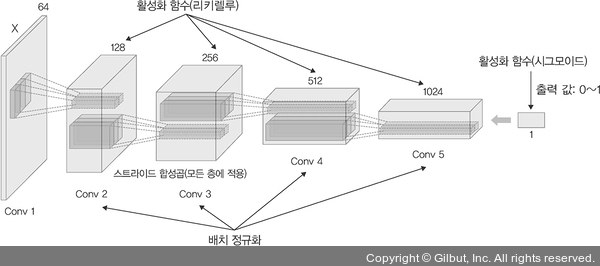 활성화 함수(리키렐루)
64
X
128
256
512
1024
활성화 함수(시그모이드)
출력 값: 0~1
1
스트라이드 합성곱(모든 층에 적용)
Conv 1
Conv 2
Conv 3
Conv 4
Conv 5
배치 정규화
Copyright © Gilbut, Inc. All rights reserved.